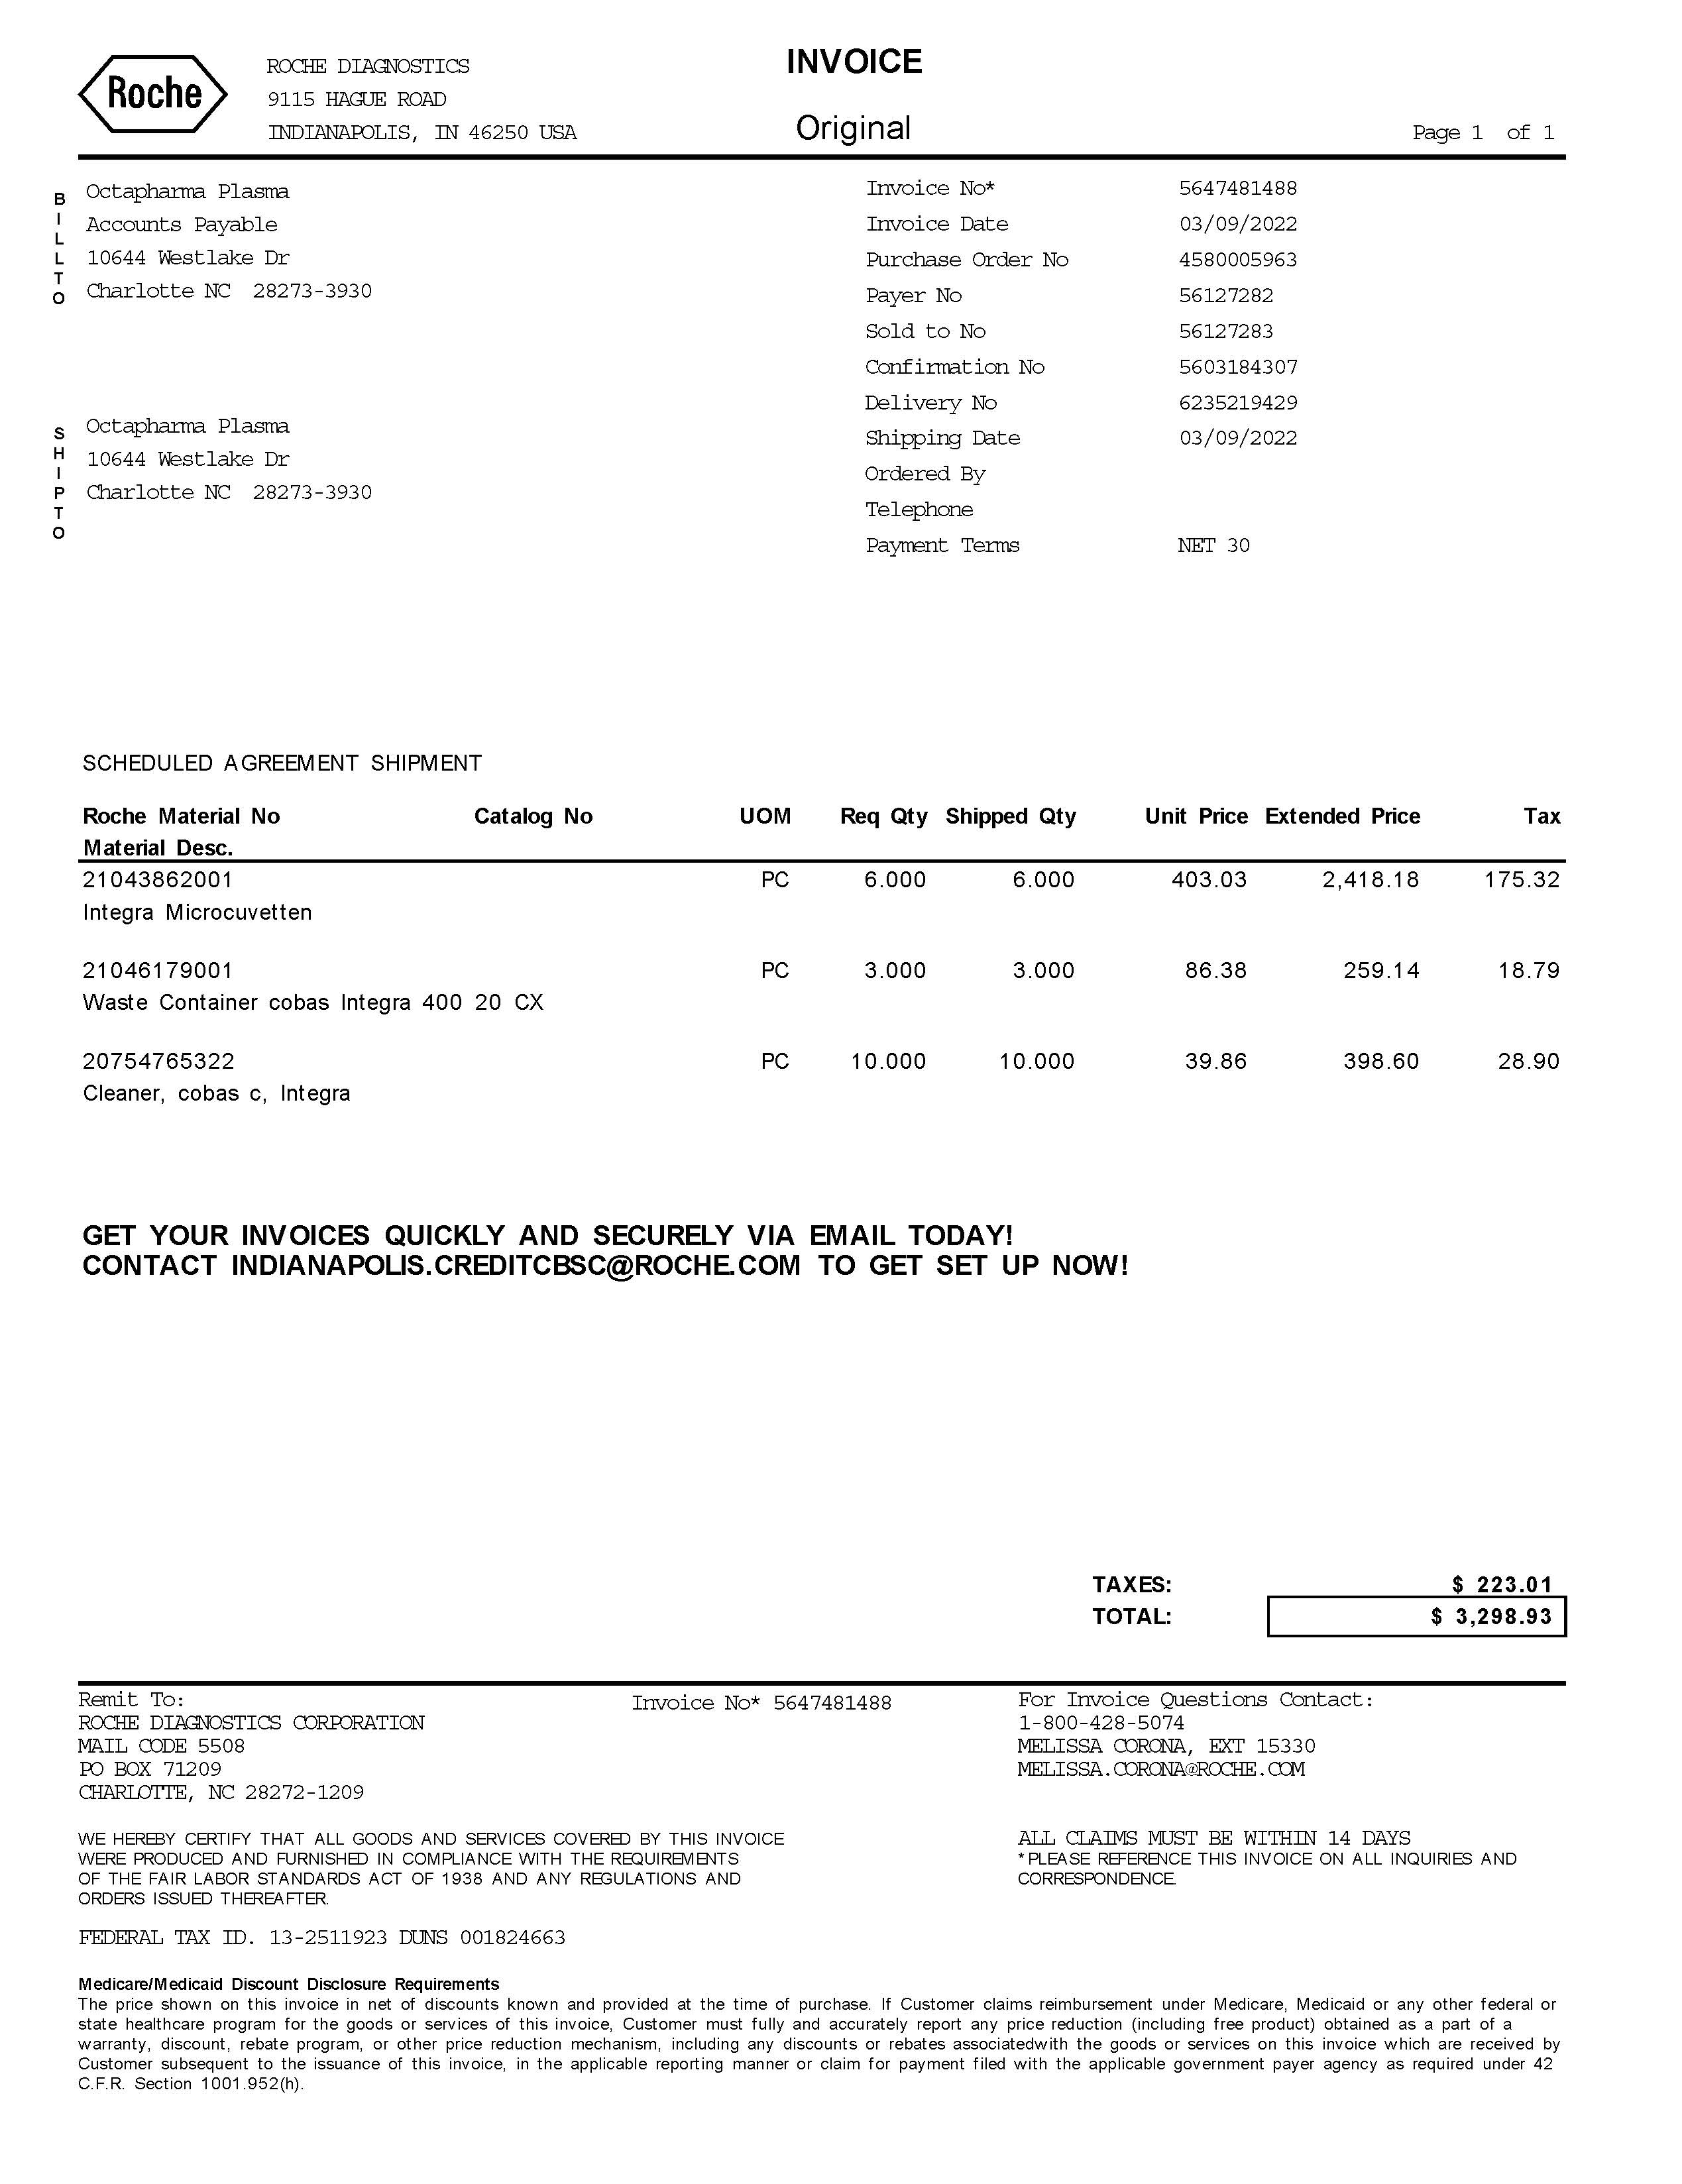 Roche
ROCHE DIAGNOSTICS
9115 HAGUE ROAD
INDIANAPOLIS, IN 46250 USA
INVOICE
Original
Page 1 of 1
BILL TO
Octapharma Plasma
Accounts Payable
10644 Westlake Dr
Charlotte NC 28273-3930
SHIP TO
Octapharma Plasma
10644 Westlake Dr
Charlotte NC 28273-3930
Invoice No* 5647481488
Invoice Date 03/09/2022
Purchase Order No 4580005963
Payer No 56127282
Sold to No 56127283
Confirmation No 5603184307
Delivery No 6235219429
Shipping Date 03/09/2022
Ordered By
Telephone
Payment Terms NET 30
SCHEDULED AGREEMENT SHIPMENT
Roche Material No Catalog No UOM Req Qty Shipped Qty Unit Price Extended Price Tax
Material Desc.
21043862001 PC 6.000 6.000 403.03 2,418.18 175.32
Integra Microcuvetten
21046179001 PC 3.000 3.000 86.38 259.14 18.79
Waste Container cobas Integra 400 20 CX
20754765322 PC 10.000 10.000 39.86 398.60 28.90
Cleaner, cobas c, Integra
GET YOUR INVOICES QUICKLY AND SECURELY VIA EMAIL TODAY!
CONTACT INDIANAPOLIS.CREDITCBSC@ROCHE.COM TO GET SET UP NOW!
TAXES: $ 223.01
TOTAL: $ 3,298.93
Remit To:
ROCHE DIAGNOSTICS CORPORATION
MAIL CODE 5508
PO BOX 71209
CHARLOTTE, NC 28272-1209
Invoice No* 5647481488
For Invoice Questions Contact:
1-800-428-5074
MELISSA CORONA, EXT 15330
MELISSA.CORONA@ROCHE.COM
WE HEREBY CERTIFY THAT ALL GOODS AND SERVICES COVERED BY THIS INVOICE
WERE PRODUCED AND FURNISHED IN COMPLIANCE WITH THE REQUIREMENTS
OF THE FAIR LABOR STANDARDS ACT OF 1938 AND ANY REGULATIONS AND
ORDERS ISSUED THEREAFTER.
ALL CLAIMS MUST BE WITHIN 14 DAYS
*PLEASE REFERENCE THIS INVOICE ON ALL INQUIRIES AND
CORRESPONDENCE.
FEDERAL TAX ID. 13-2511923 DUNS 001824663
Medicare/Medicaid Discount Disclosure Requirements
The price shown on this invoice in net of discounts known and provided at the time of purchase. If Customer claims reimbursement under Medicare, Medicaid or any other federal or
state healthcare program for the goods or services of this invoice, Customer must fully and accurately report any price reduction (including free product) obtained as a part of a
warranty, discount, rebate program, or other price reduction mechanism, including any discounts or rebates associatedwith the goods or services on this invoice which are received by
Customer subsequent to the issuance of this invoice, in the applicable reporting manner or claim for payment filed with the applicable government payer agency as required under 42
C.F.R. Section 1001.952(h).